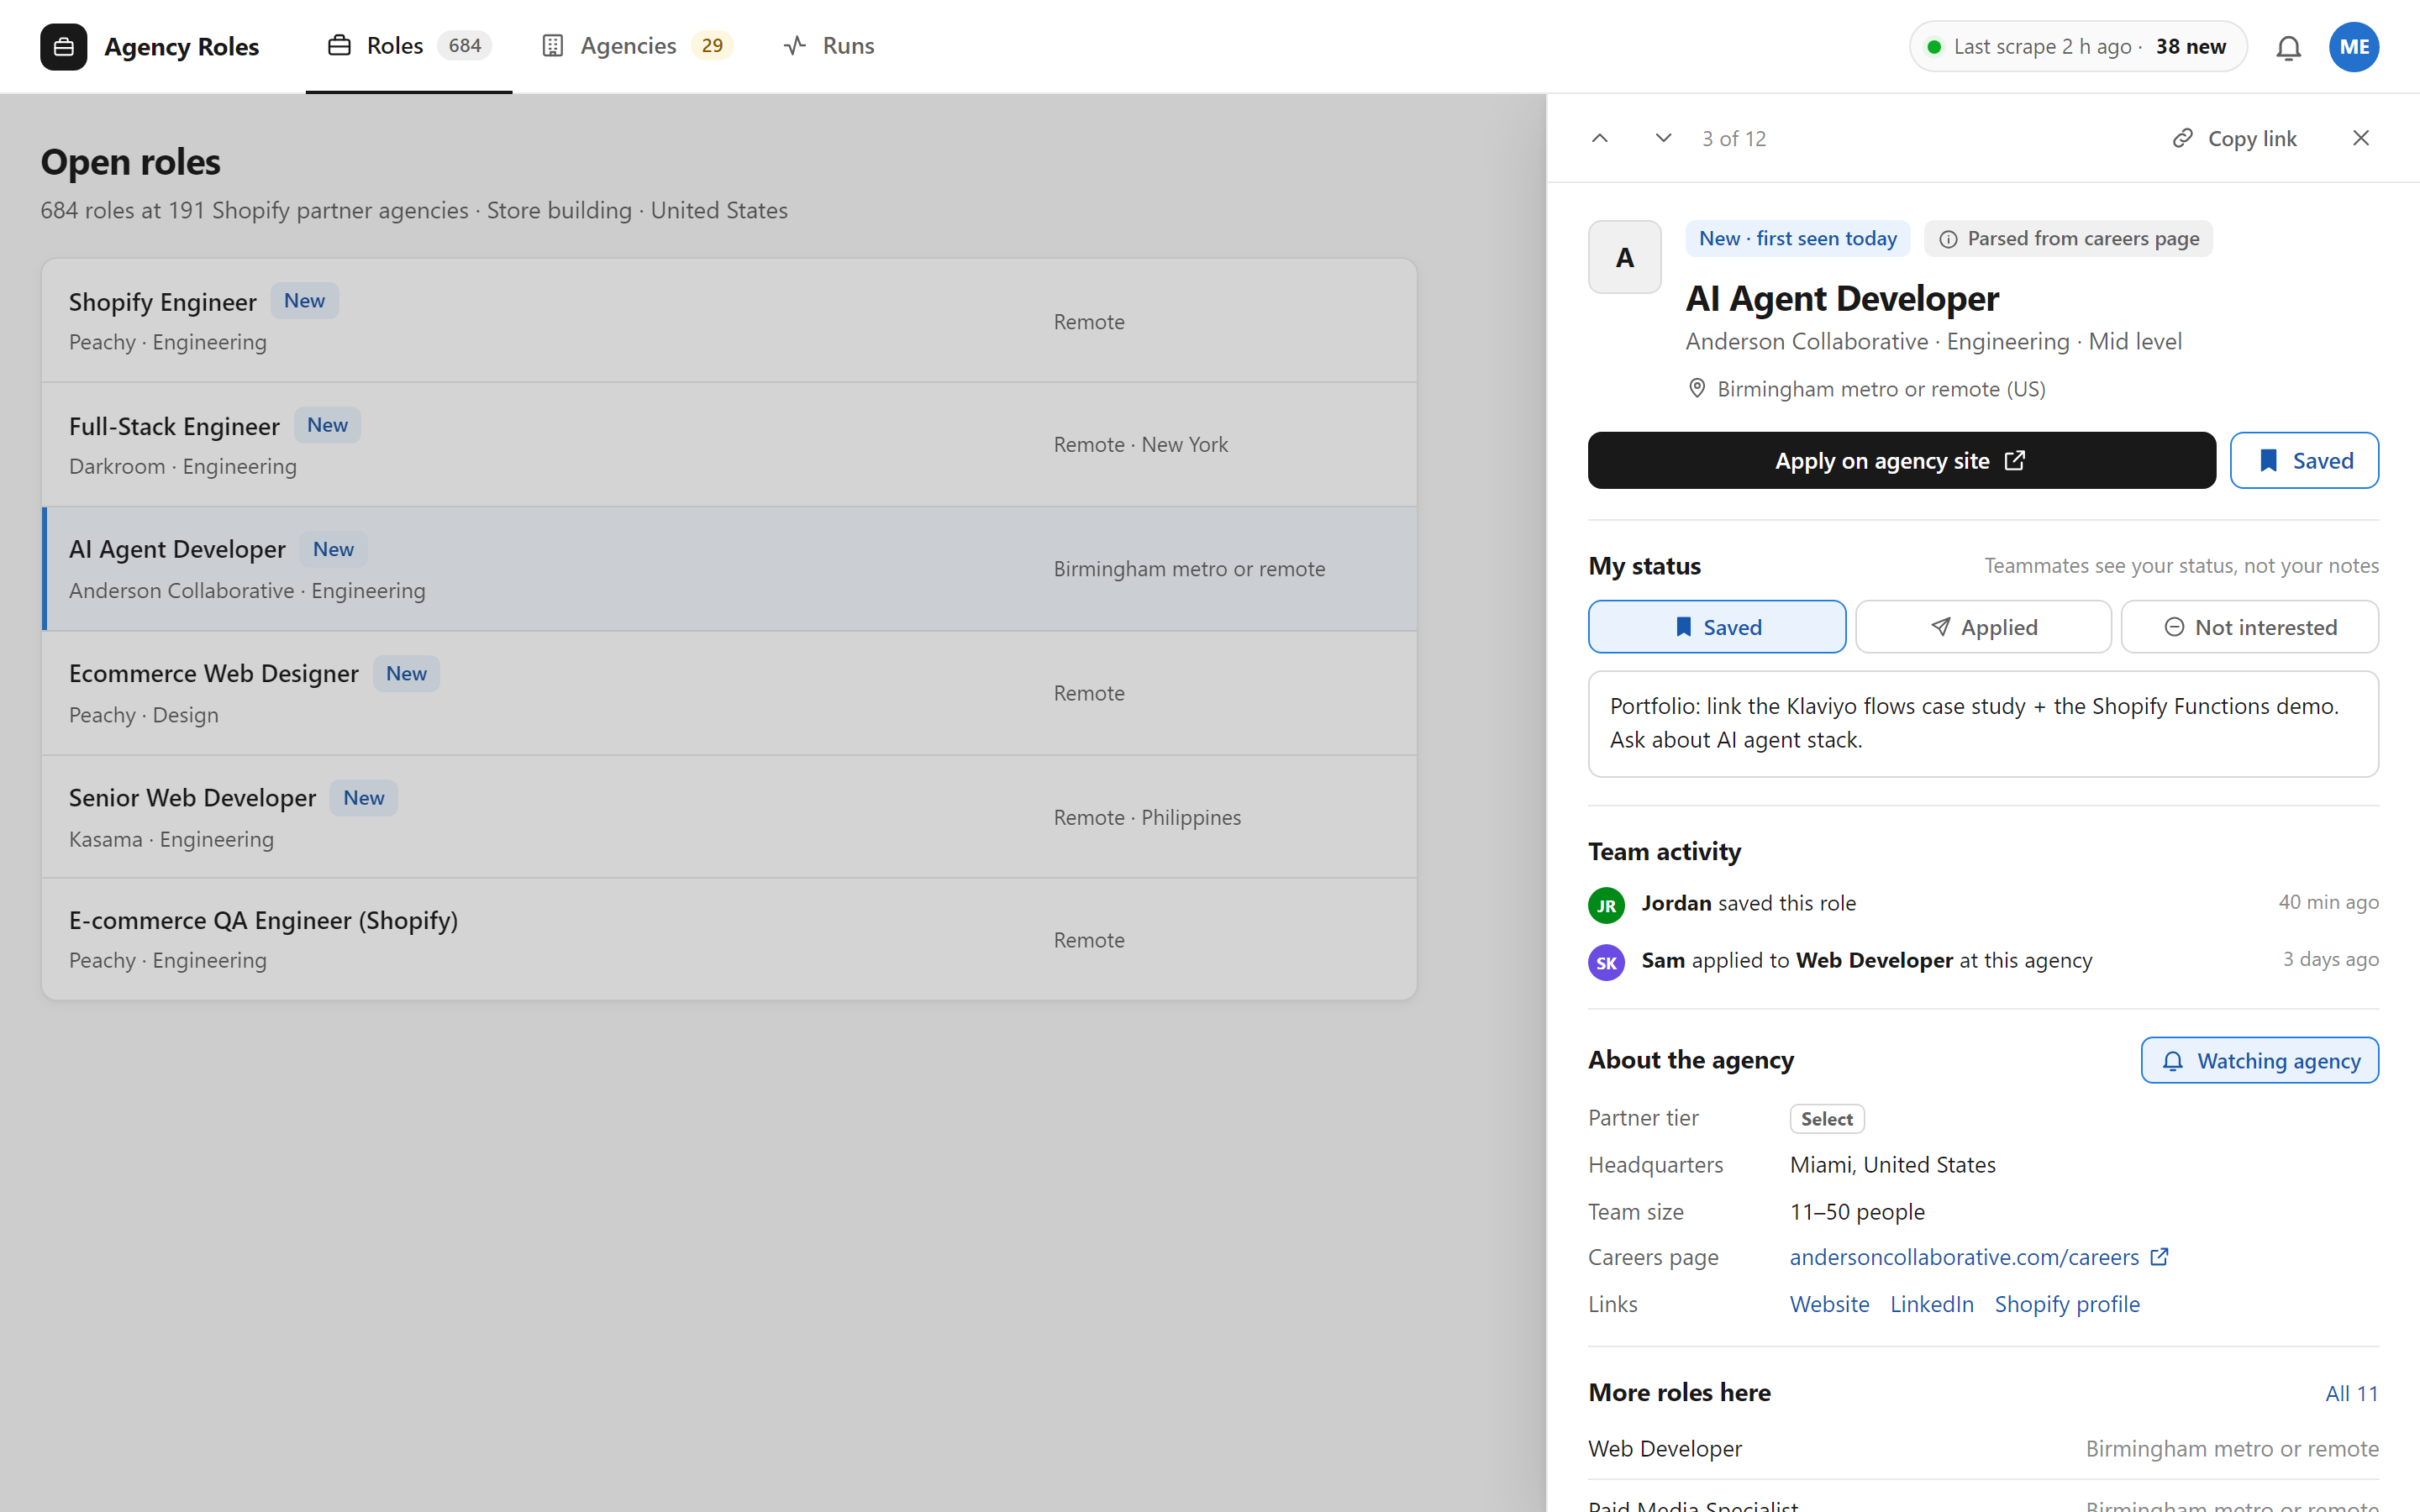 Agency Roles
Roles 684
Agencies 29
Runs
Last scrape 2 h ago · 38 new
ME
Open roles
684 roles at 191 Shopify partner agencies · Store building · United States
Shopify Engineer New
Peachy · Engineering
Remote
Full-Stack Engineer New
Darkroom · Engineering
Remote · New York
AI Agent Developer New
Anderson Collaborative · Engineering
Birmingham metro or remote
Ecommerce Web Designer New
Peachy · Design
Remote
Senior Web Developer New
Kasama · Engineering
Remote · Philippines
E-commerce QA Engineer (Shopify)
Peachy · Engineering
Remote
3 of 12
Copy link
A
New · first seen today
Parsed from careers page
AI Agent Developer
Anderson Collaborative · Engineering · Mid level
Birmingham metro or remote (US)
Apply on agency site
Saved
My status
Teammates see your status, not your notes
Saved
Applied
Not interested
Portfolio: link the Klaviyo flows case study + the Shopify Functions demo.
Ask about AI agent stack.
Team activity
JR Jordan saved this role 40 min ago
SK Sam applied to Web Developer at this agency 3 days ago
About the agency
Watching agency
Partner tier Select
Headquarters Miami, United States
Team size 11–50 people
Careers page andersoncollaborative.com/careers
Links Website LinkedIn Shopify profile
More roles here All 11
Web Developer Birmingham metro or remote
Paid Media Specialist Birmingham metro or remote